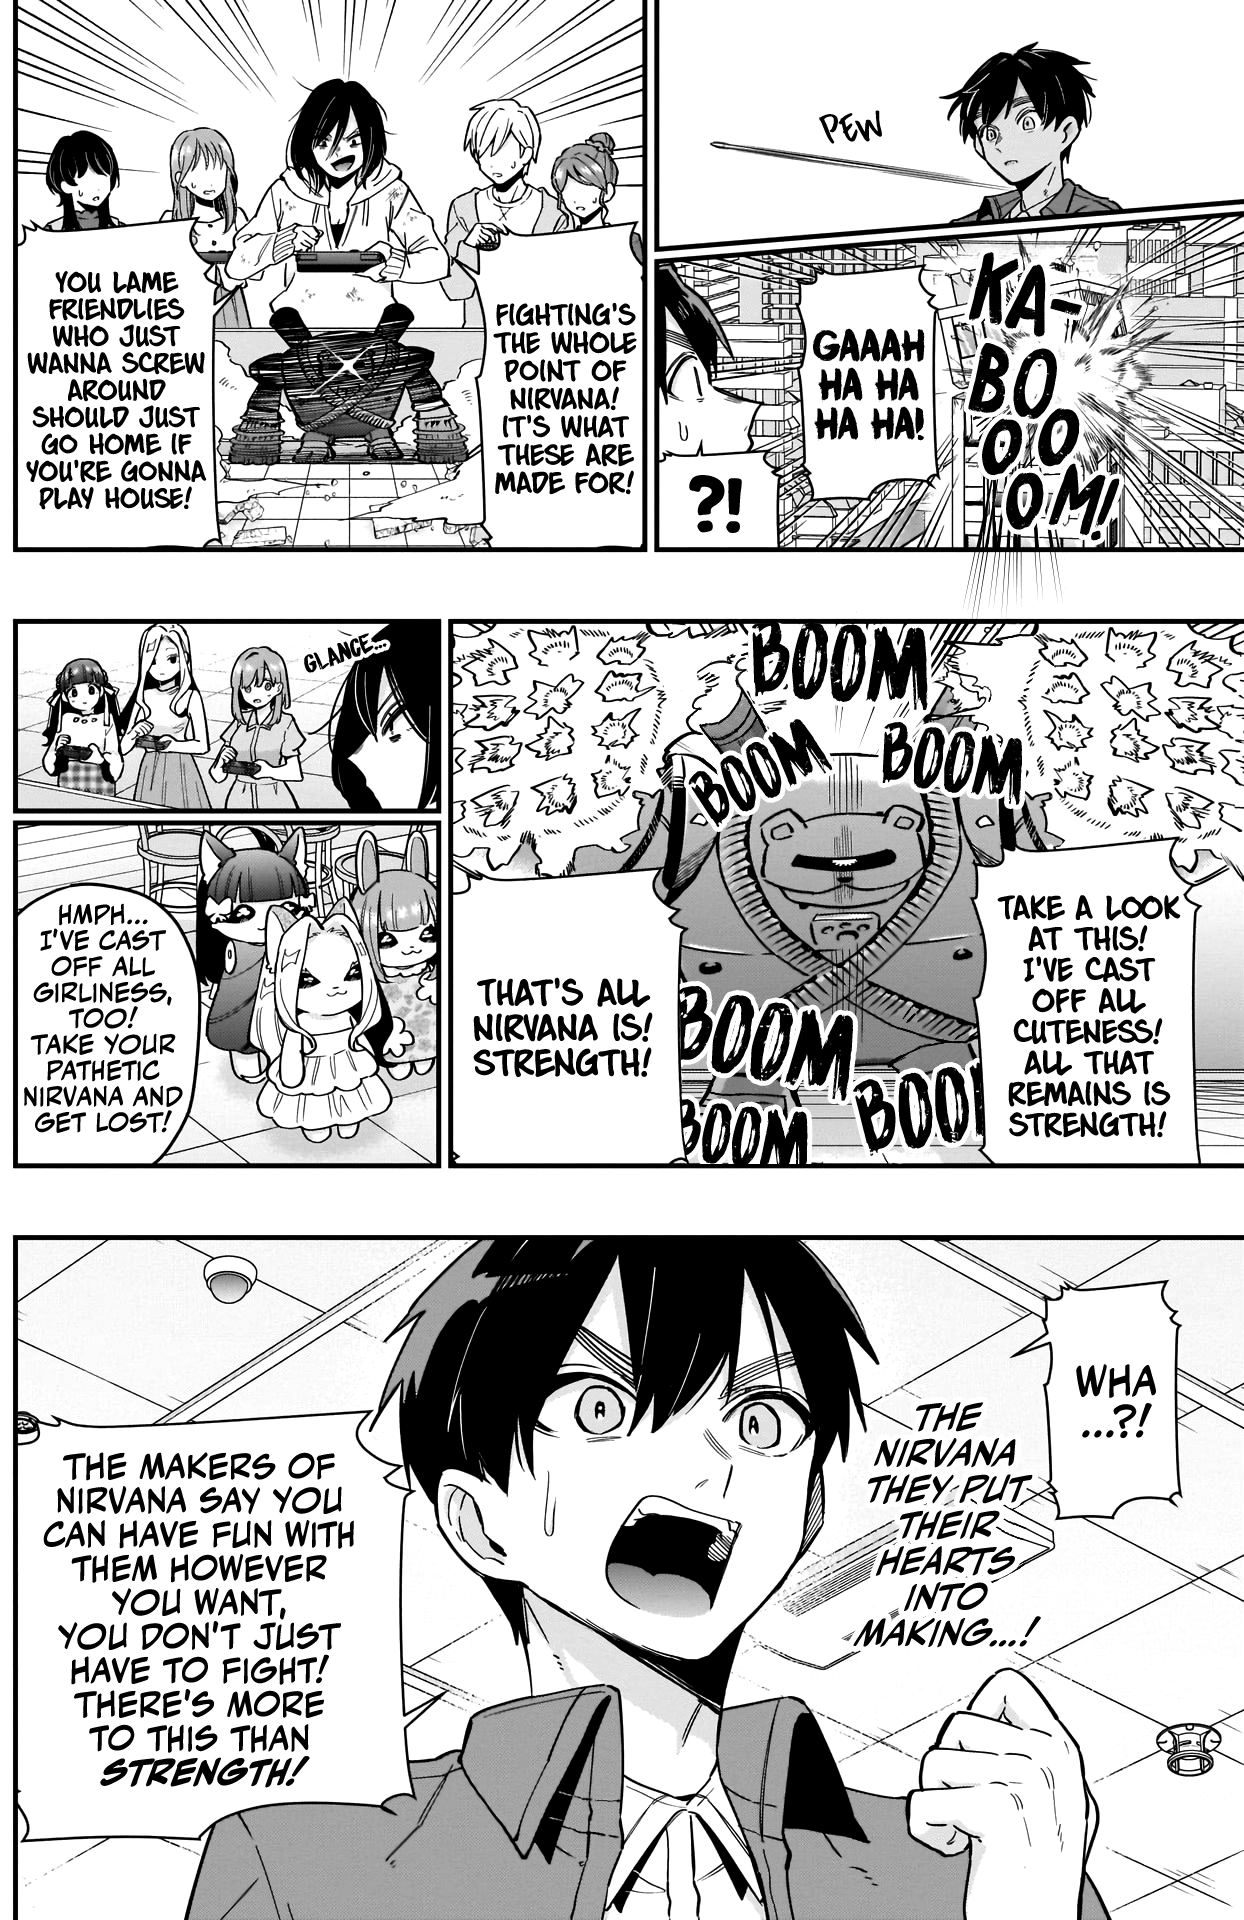 PEW
KA-
BOO
OO
OM!
GAAAH
HA HA
HA HA!
?!
FIGHTING'S
THE WHOLE
POINT OF
NIRVANA!
IT'S WHAT
THESE ARE
MADE FOR!
YOU LAME
FRIENDLIES
WHO JUST
WANNA SCREW
AROUND
SHOULD JUST
GO HOME IF
YOU'RE GONNA
PLAY HOUSE!
BOOM
BOOM
BOOM
TAKE A LOOK
AT THIS!
I'VE CAST
OFF ALL
CUTENESS!
ALL THAT
REMAINS IS
STRENGTH!
BOOM
BOOM
BOOM
THAT'S ALL
NIRVANA IS!
STRENGTH!
GLANCE...
HMPH...
I'VE CAST
OFF ALL
GIRLINESS,
TOO!
TAKE YOUR
PATHETIC
NIRVANA AND
GET LOST!
WHA
...?!
THE
NIRVANA
THEY PUT
THEIR
HEARTS
INTO
MAKING...!
THE MAKERS OF
NIRVANA SAY YOU
CAN HAVE FUN WITH
THEM HOWEVER
YOU WANT,
YOU DON'T JUST
HAVE TO FIGHT!
THERE'S MORE
TO THIS THAN
STRENGTH!